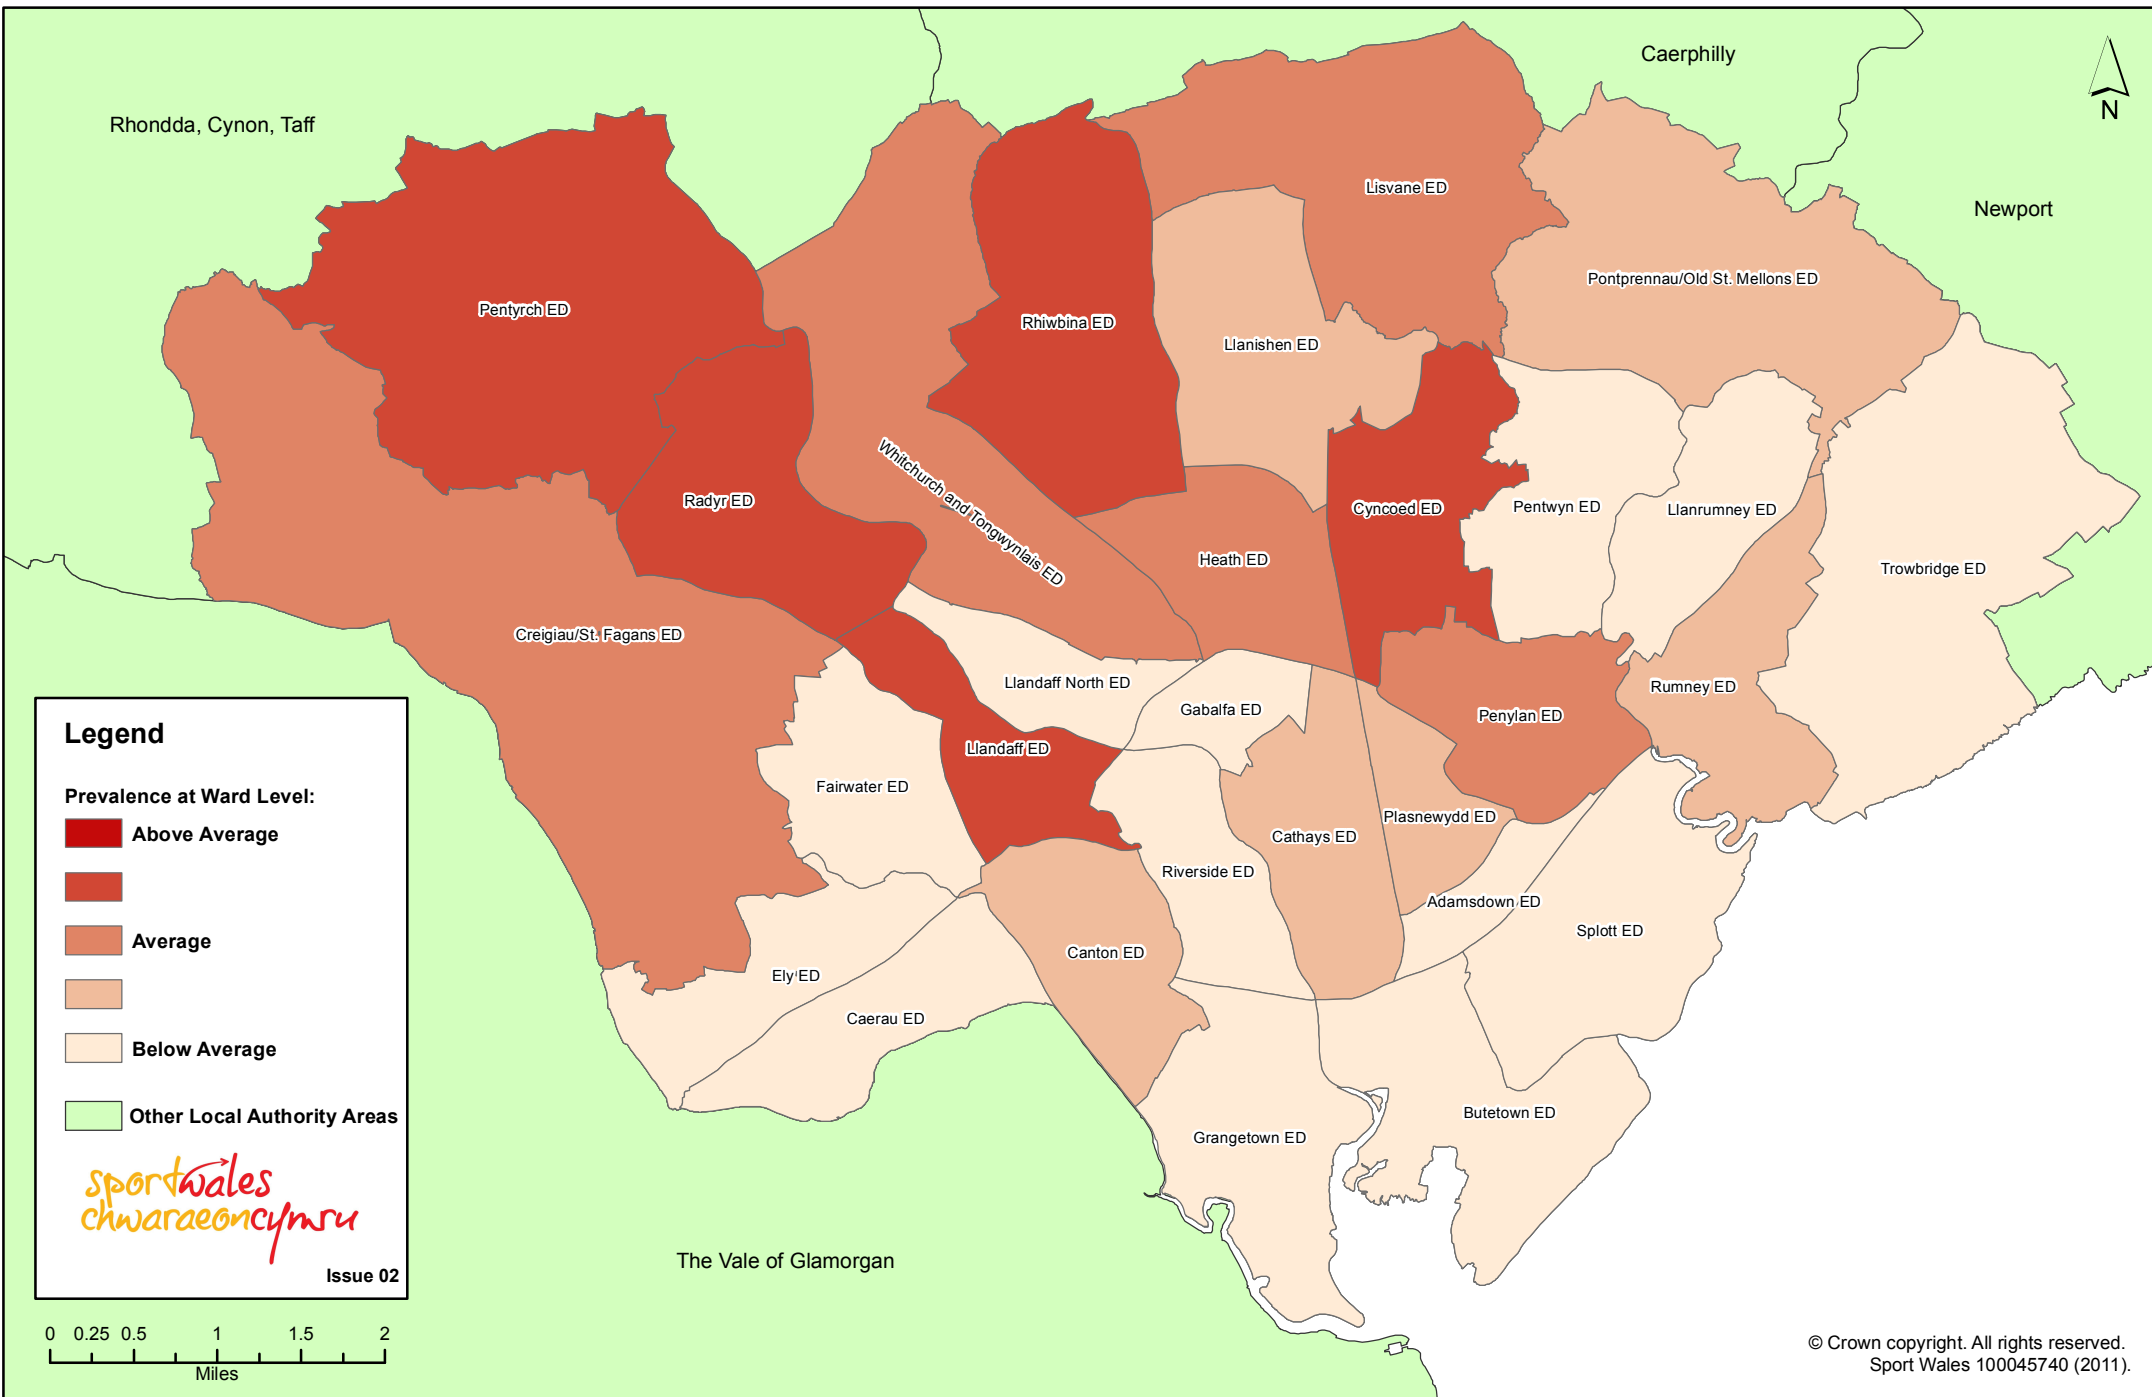 Caerphilly
Rhondda, Cynon, Taff
N
Newport
Lisvane ED
Pontprennau/Old St. Mellons ED
Pentyrch ED
Rhiwbina ED
Llanishen ED
Radyr ED
Whitchurch and Tongwynlais ED
Cyncoed ED
Pentwyn ED
Llanrumney ED
Heath ED
Trowbridge ED
Creigiau/St. Fagans ED
Llandaff North ED
Rumney ED
Gabalfa ED
Penylan ED
Llandaff ED
Fairwater ED
Plasnewydd ED
Cathays ED
Riverside ED
Adamsdown ED
Splott ED
Canton ED
Ely ED
Caerau ED
Butetown ED
Grangetown ED
The Vale of Glamorgan
Legend
Prevalence at Ward Level:
Above Average
Average
Below Average
Other Local Authority Areas
sportwales
chwaraeoncymru
Issue 02
0 0.25 0.5 1 1.5 2
Miles
© Crown copyright. All rights reserved.
Sport Wales 100045740 (2011).